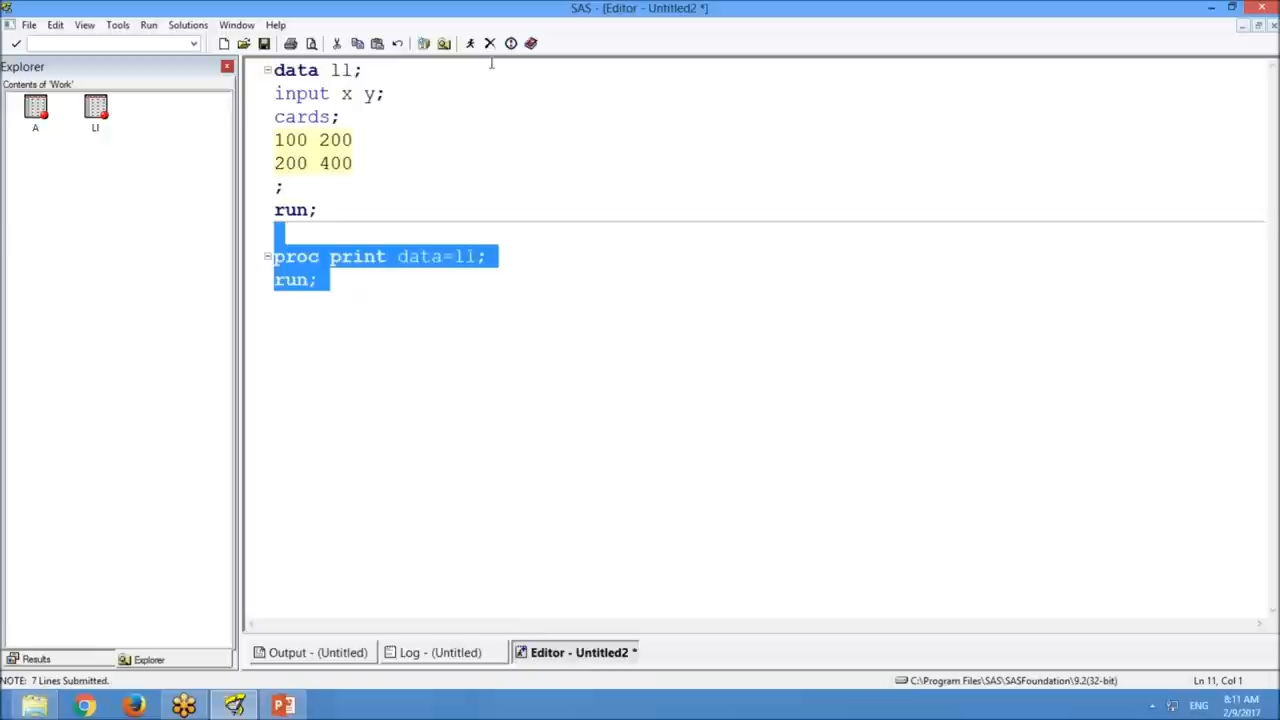 SAS - [Editor - Untitled2 *]
File Edit View Tools Run Solutions Window Help
Explorer
Contents of 'Work'
A Ll
data ll;
input x y;
cards;
100 200
200 400
;
run;
proc print data=ll;
run;
Results Explorer
Output - (Untitled) Log - (Untitled) Editor - Untitled2 *
NOTE: 7 Lines Submitted. C:\Program Files\SAS\SASFoundation\9.2(32-bit) Ln 11, Col 1
ENG 8:11 AM
2/9/2017